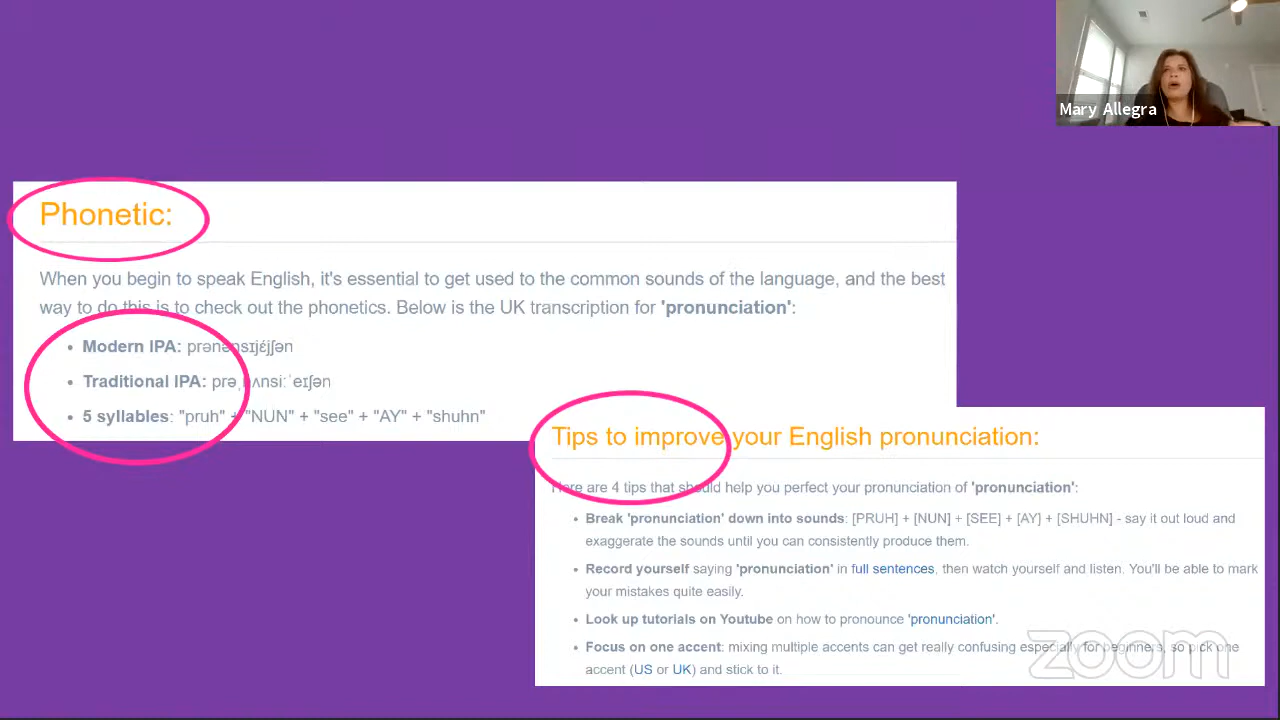 Mary Allegra
Phonetic:
When you begin to speak English, it's essential to get used to the common sounds of the language, and the best
way to do this is to check out the phonetics. Below is the UK transcription for 'pronunciation':
• Modern IPA: prənənsɪjɛ́jʃən
• Traditional IPA: prəˌnʌnsiːˈeɪʃən
• 5 syllables: "pruh" + "NUN" + "see" + "AY" + "shuhn"
Tips to improve your English pronunciation:
Here are 4 tips that should help you perfect your pronunciation of 'pronunciation':
• Break 'pronunciation' down into sounds: [PRUH] + [NUN] + [SEE] + [AY] + [SHUHN] - say it out loud and
exaggerate the sounds until you can consistently produce them.
• Record yourself saying 'pronunciation' in full sentences, then watch yourself and listen. You'll be able to mark
your mistakes quite easily.
• Look up tutorials on Youtube on how to pronounce 'pronunciation'.
• Focus on one accent: mixing multiple accents can get really confusing especially for beginners, so pick one
accent (US or UK) and stick to it.
zoom